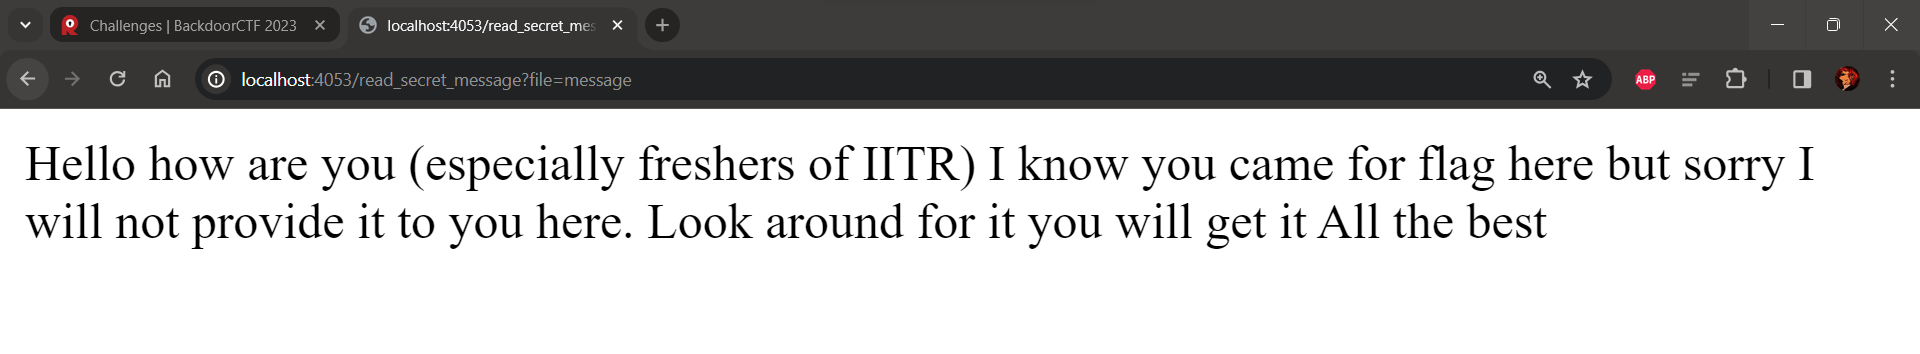 Challenges | BackdoorCTF 2023
localhost:4053/read_secret_mes
localhost:4053/read_secret_message?file=message
ABP
Hello how are you (especially freshers of IITR) I know you came for flag here but sorry I
will not provide it to you here. Look around for it you will get it All the best